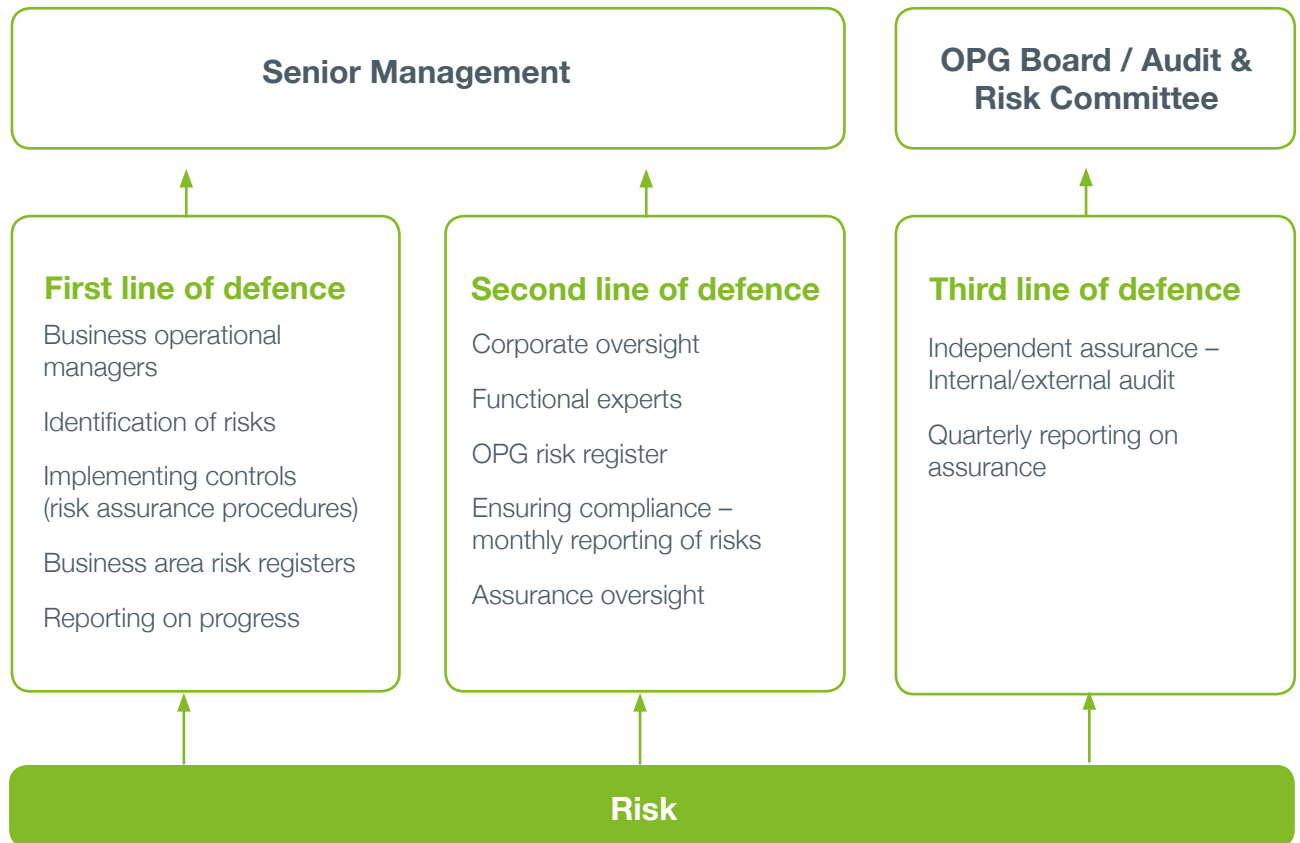 Senior Management
OPG Board / Audit &
Risk Committee
First line of defence
Business operational
managers
Identification of risks
Implementing controls
(risk assurance procedures)
Business area risk registers
Reporting on progress
Second line of defence
Corporate oversight
Functional experts
OPG risk register
Ensuring compliance –
monthly reporting of risks
Assurance oversight
Third line of defence
Independent assurance –
Internal/external audit
Quarterly reporting on
assurance
Risk